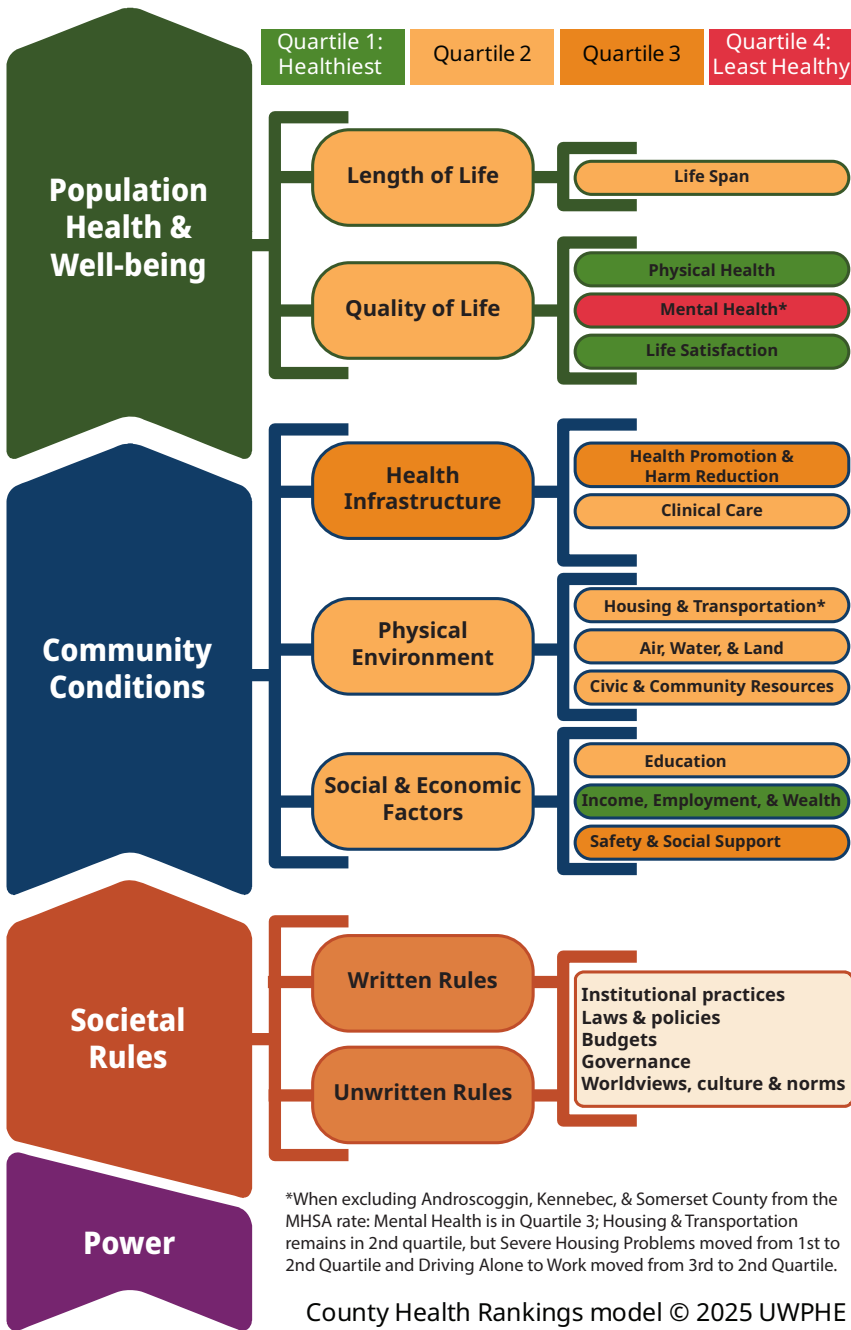 Quartile 1:
Healthiest
Quartile 2
Quartile 3
Quartile 4:
Least Healthy
Population
Health &
Well-being
Length of Life
Life Span
Quality of Life
Physical Health
Mental Health*
Life Satisfaction
Community
Conditions
Health
Infrastructure
Health Promotion &
Harm Reduction
Clinical Care
Physical
Environment
Housing & Transportation*
Air, Water, & Land
Civic & Community Resources
Social & Economic
Factors
Education
Income, Employment, & Wealth
Safety & Social Support
Societal
Rules
Written Rules
Unwritten Rules
Institutional practices
Laws & policies
Budgets
Governance
Worldviews, culture & norms
Power
*When excluding Androscoggin, Kennebec, & Somerset County from the
MHSA rate: Mental Health is in Quartile 3; Housing & Transportation
remains in 2nd quartile, but Severe Housing Problems moved from 1st to
2nd Quartile and Driving Alone to Work moved from 3rd to 2nd Quartile.
County Health Rankings model © 2025 UWPHE